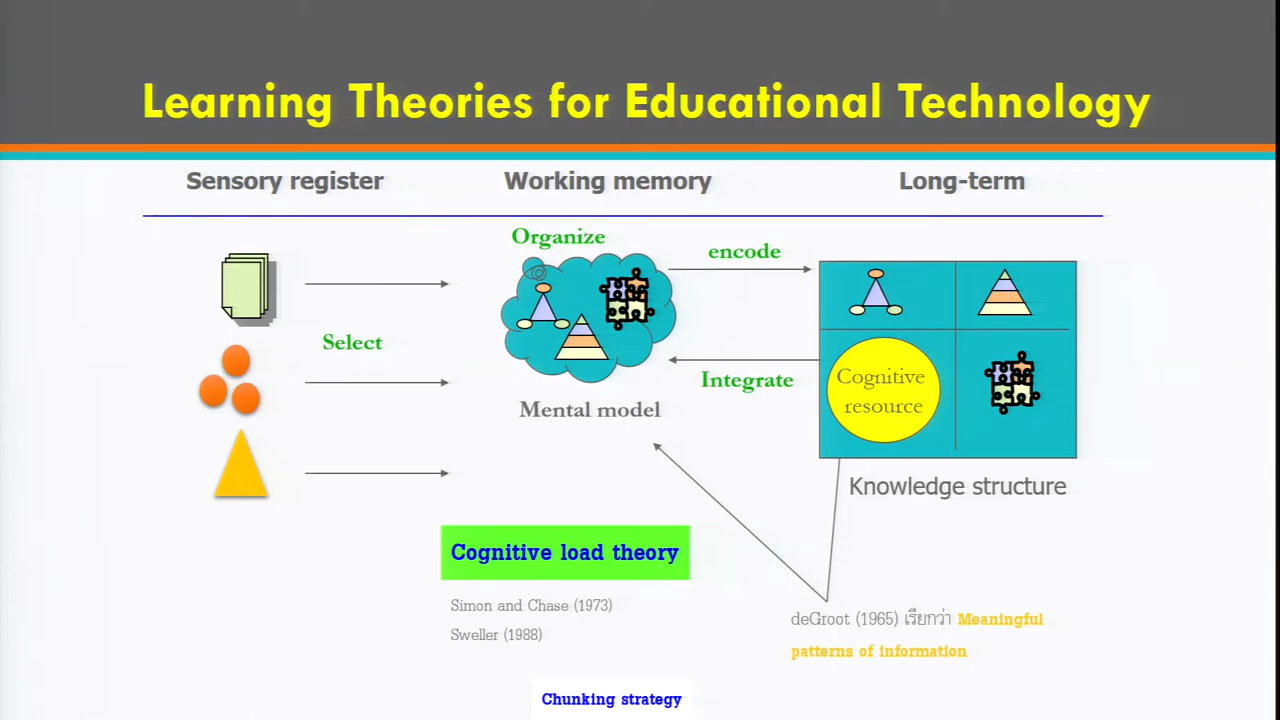 Learning Theories for Educational Technology
Sensory register
Working memory
Long-term
Organize
encode
Select
Integrate
Cognitive
resource
Mental model
Knowledge structure
Cognitive load theory
Simon and Chase (1973)
Sweller (1988)
deGroot (1965) เรียกว่า Meaningful
patterns of information
Chunking strategy